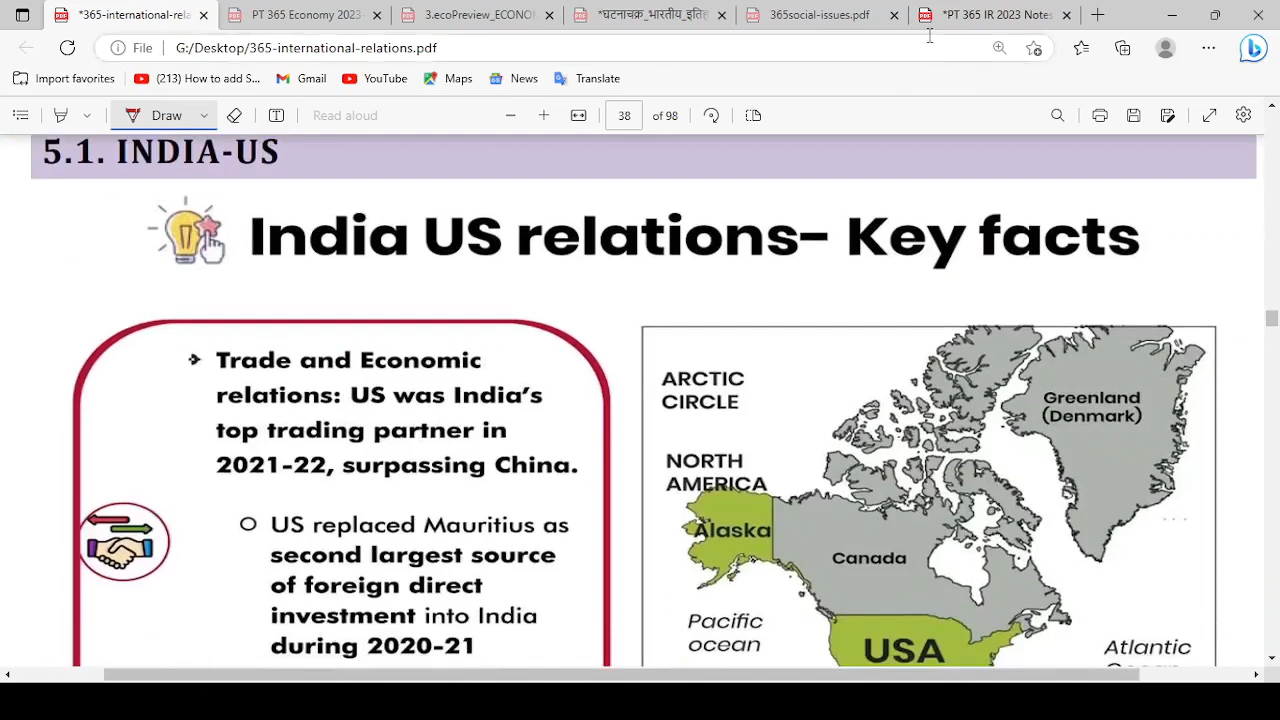 *365-international-rela
PT 365 Economy 2023-
3.ecoPreview_ECONO
*घटनाचक्र_भारतीय_इतिह
365social-issues.pdf
*PT 365 IR 2023 Notes
File
G:/Desktop/365-international-relations.pdf
Import favorites
(213) How to add S...
Gmail
YouTube
Maps
News
Translate
Draw
Read aloud
38
of 98
5.1. INDIA-US
India US relations- Key facts
Trade and Economic
relations: US was India's
top trading partner in
2021-22, surpassing China.
US replaced Mauritius as
second largest source
of foreign direct
investment into India
during 2020-21
ARCTIC
CIRCLE
NORTH
AMERICA
Greenland
(Denmark)
Alaska
Canada
Pacific
ocean
USA
Atlantic